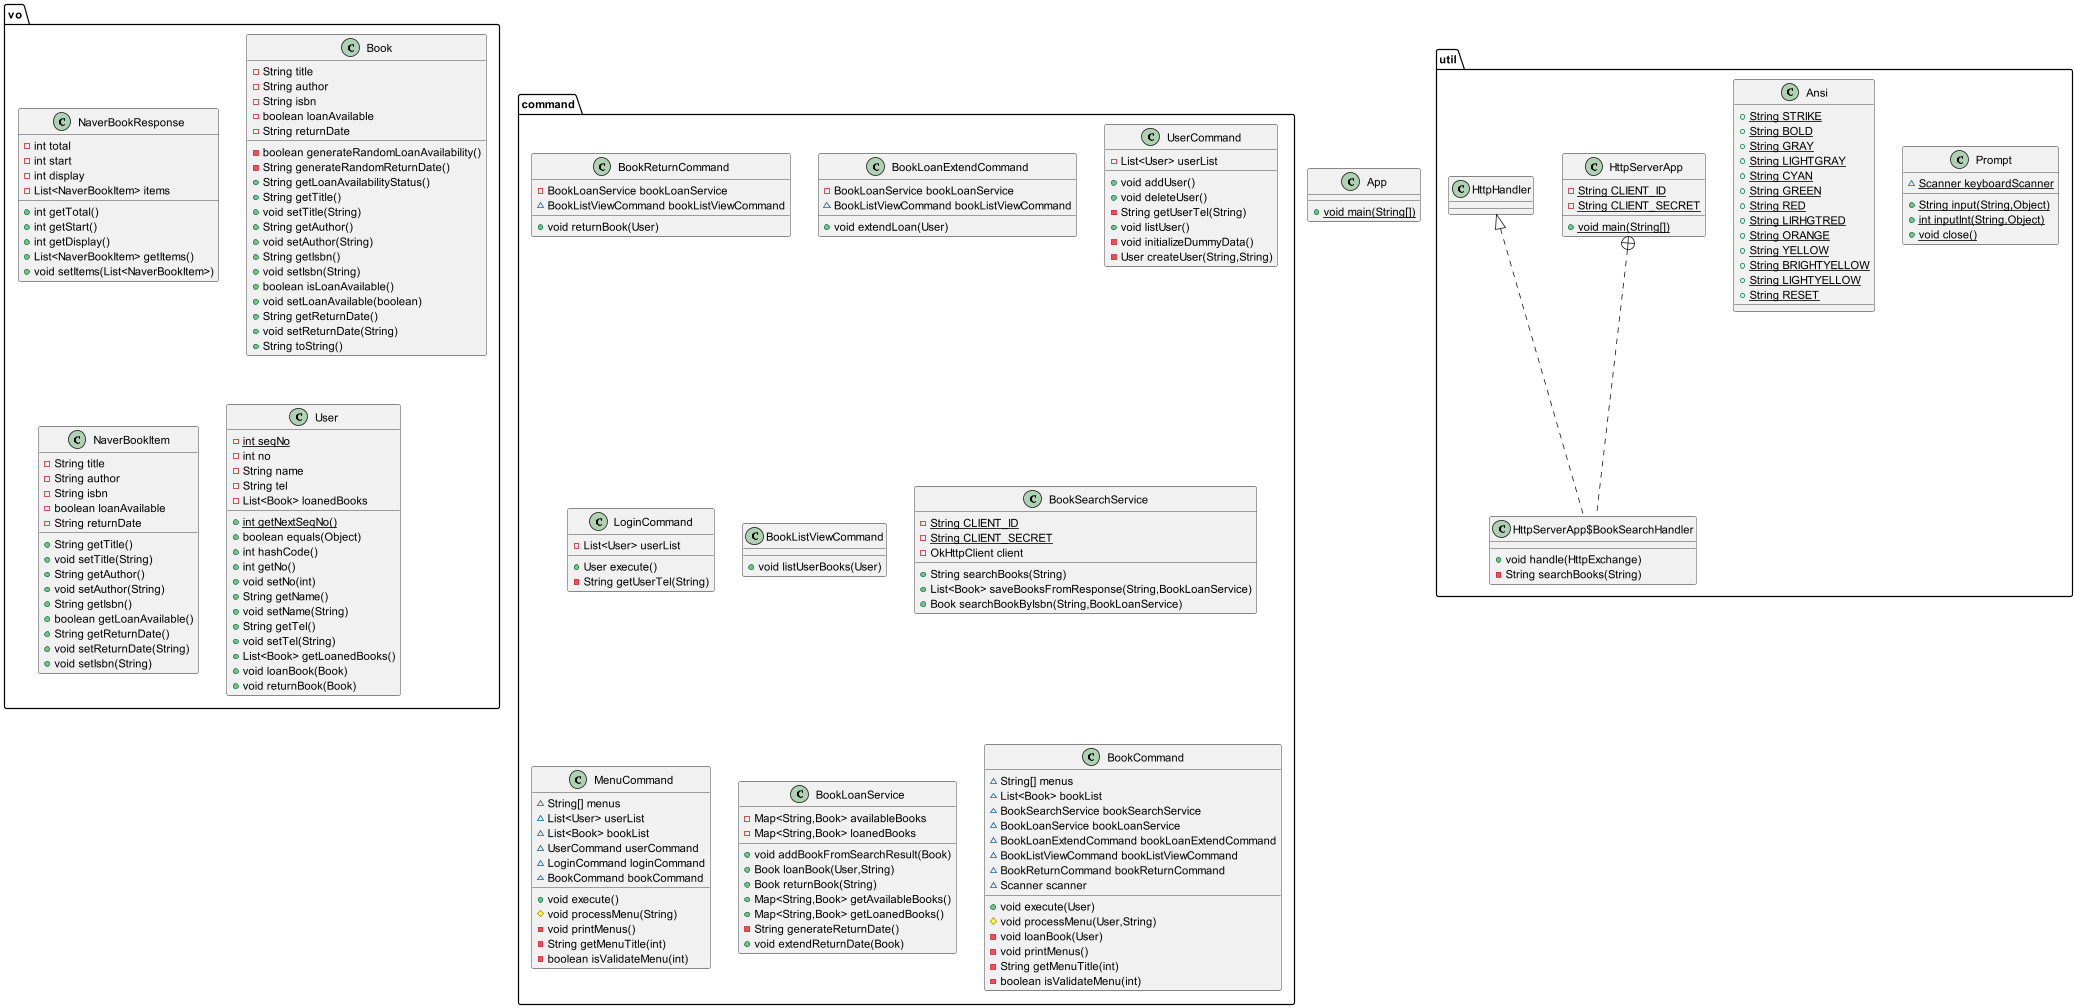 vo
C Book
String title
String author
String isbn
boolean loanAvailable
String returnDate
boolean generateRandomLoanAvailability()
String generateRandomReturnDate()
String getLoanAvailabilityStatus()
String getTitle()
void setTitle(String)
String getAuthor()
void setAuthor(String)
String getIsbn()
void setIsbn(String)
boolean isLoanAvailable()
void setLoanAvailable(boolean)
String getReturnDate()
void setReturnDate(String)
String toString()
C NaverBookResponse
int total
int start
int display
List<NaverBookItem> items
int getTotal()
int getStart()
int getDisplay()
List<NaverBookItem> getItems()
void setItems(List<NaverBookItem>)
C NaverBookItem
String title
String author
String isbn
boolean loanAvailable
String returnDate
String getTitle()
void setTitle(String)
String getAuthor()
void setAuthor(String)
String getIsbn()
boolean getLoanAvailable()
String getReturnDate()
void setReturnDate(String)
void setIsbn(String)
C User
int seqNo
int no
String name
String tel
List<Book> loanedBooks
int getNextSeqNo()
boolean equals(Object)
int hashCode()
int getNo()
void setNo(int)
String getName()
void setName(String)
String getTel()
void setTel(String)
List<Book> getLoanedBooks()
void loanBook(Book)
void returnBook(Book)
command
C BookReturnCommand
BookLoanService bookLoanService
BookListViewCommand bookListViewCommand
void returnBook(User)
C BookLoanExtendCommand
BookLoanService bookLoanService
BookListViewCommand bookListViewCommand
void extendLoan(User)
C UserCommand
List<User> userList
void addUser()
void deleteUser()
String getUserTel(String)
void listUser()
void initializeDummyData()
User createUser(String,String)
C LoginCommand
List<User> userList
User execute()
String getUserTel(String)
C BookListViewCommand
void listUserBooks(User)
C BookSearchService
String CLIENT_ID
String CLIENT_SECRET
OkHttpClient client
String searchBooks(String)
List<Book> saveBooksFromResponse(String,BookLoanService)
Book searchBookByIsbn(String,BookLoanService)
C MenuCommand
String[] menus
List<User> userList
List<Book> bookList
UserCommand userCommand
LoginCommand loginCommand
BookCommand bookCommand
void execute()
void processMenu(String)
void printMenus()
String getMenuTitle(int)
boolean isValidateMenu(int)
C BookLoanService
Map<String,Book> availableBooks
Map<String,Book> loanedBooks
void addBookFromSearchResult(Book)
Book loanBook(User,String)
Book returnBook(String)
Map<String,Book> getAvailableBooks()
Map<String,Book> getLoanedBooks()
String generateReturnDate()
void extendReturnDate(Book)
C BookCommand
String[] menus
List<Book> bookList
BookSearchService bookSearchService
BookLoanService bookLoanService
BookLoanExtendCommand bookLoanExtendCommand
BookListViewCommand bookListViewCommand
BookReturnCommand bookReturnCommand
Scanner scanner
void execute(User)
void processMenu(User,String)
void loanBook(User)
void printMenus()
String getMenuTitle(int)
boolean isValidateMenu(int)
C App
void main(String[])
util
C HttpHandler
C HttpServerApp
String CLIENT_ID
String CLIENT_SECRET
void main(String[])
C Ansi
String STRIKE
String BOLD
String GRAY
String LIGHTGRAY
String CYAN
String GREEN
String RED
String LIRHGTRED
String ORANGE
String YELLOW
String BRIGHTYELLOW
String LIGHTYELLOW
String RESET
C Prompt
Scanner keyboardScanner
String input(String,Object)
int inputInt(String,Object)
void close()
C HttpServerApp$BookSearchHandler
void handle(HttpExchange)
String searchBooks(String)